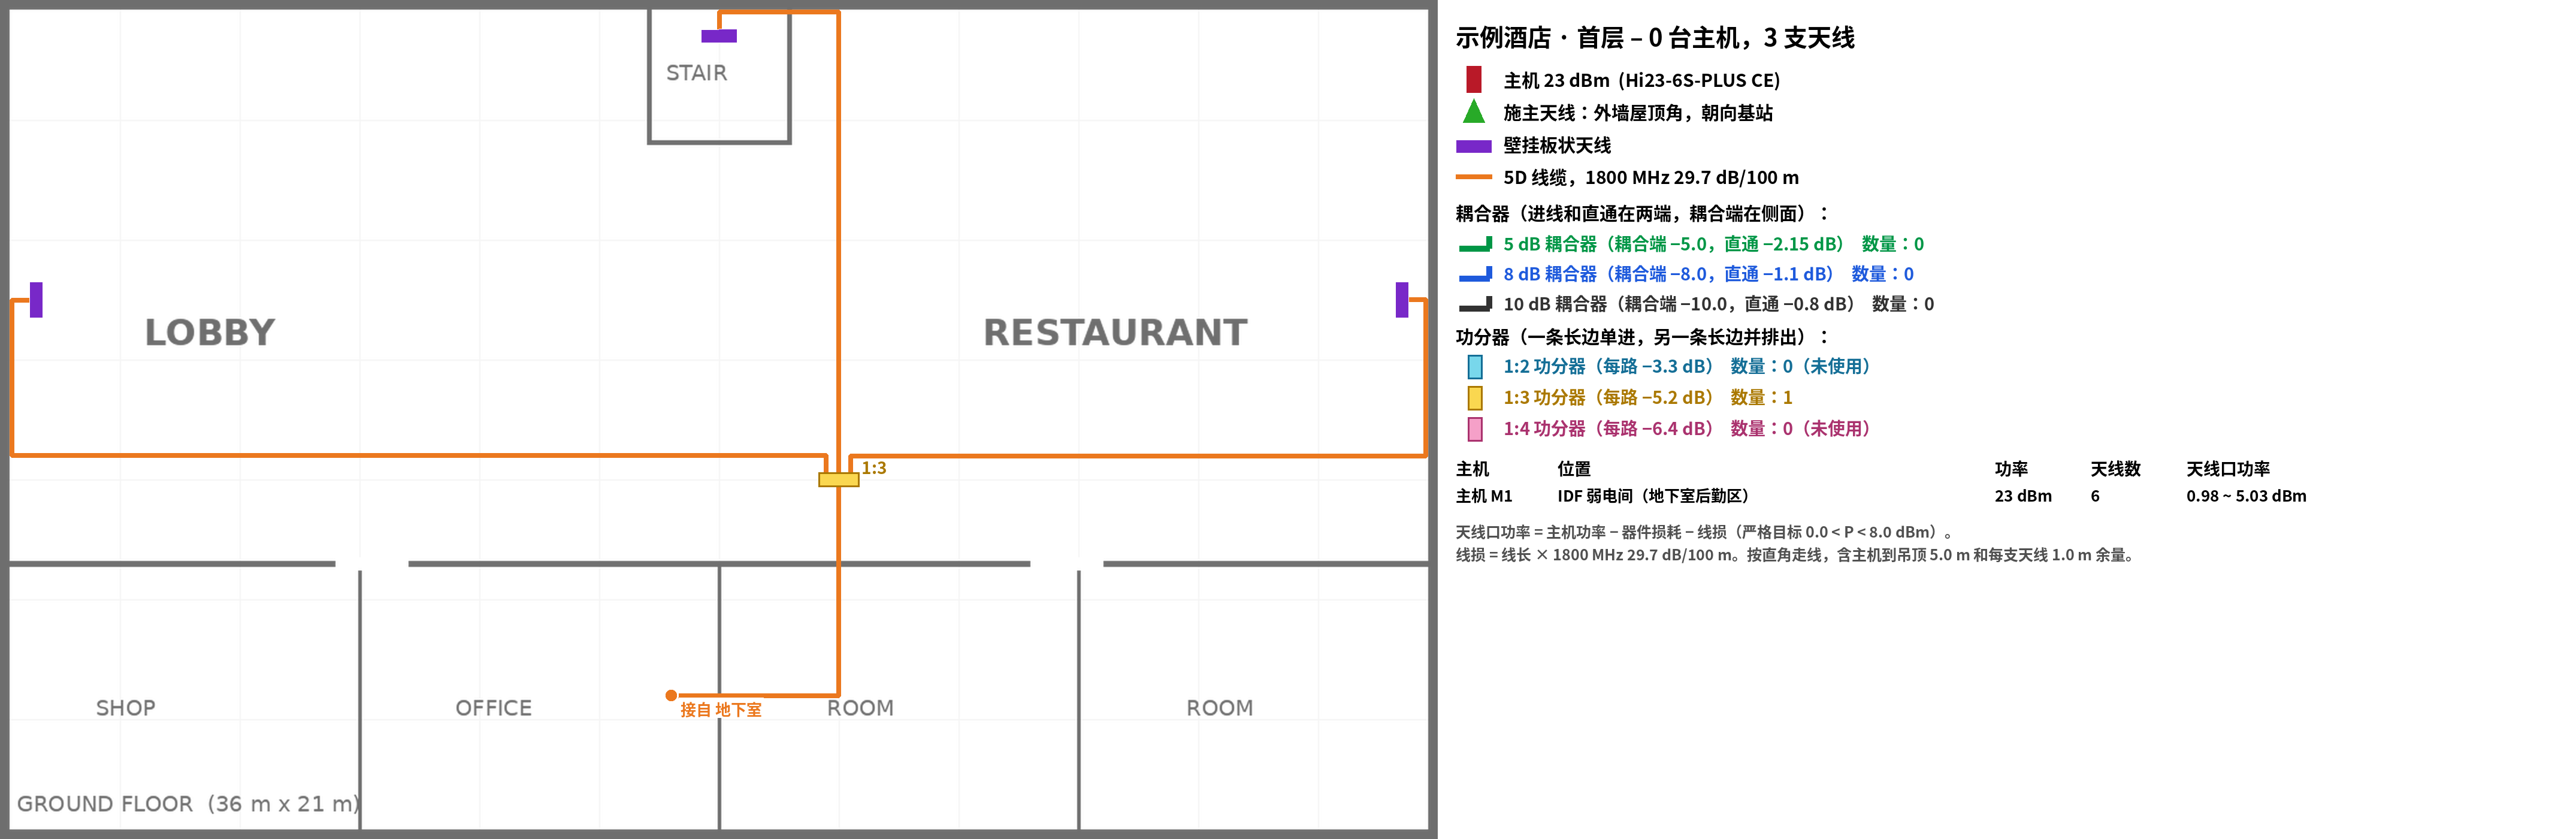 STAIR
LOBBY
RESTAURANT
1:3
接自 地下室
SHOP
OFFICE
ROOM
ROOM
GROUND FLOOR (36 m x 21 m)
示例酒店 · 首层 – 0 台主机，3 支天线
主机 23 dBm (Hi23-6S-PLUS CE)
施主天线：外墙屋顶角，朝向基站
壁挂板状天线
5D 线缆，1800 MHz 29.7 dB/100 m
耦合器（进线和直通在两端，耦合端在侧面）：
5 dB 耦合器（耦合端 −5.0，直通 −2.15 dB） 数量：0
8 dB 耦合器（耦合端 −8.0，直通 −1.1 dB） 数量：0
10 dB 耦合器（耦合端 −10.0，直通 −0.8 dB） 数量：0
功分器（一条长边单进，另一条长边并排出）：
1:2 功分器（每路 −3.3 dB） 数量：0（未使用）
1:3 功分器（每路 −5.2 dB） 数量：1
1:4 功分器（每路 −6.4 dB） 数量：0（未使用）
主机 位置 功率 天线数 天线口功率
主机 M1 IDF 弱电间（地下室后勤区） 23 dBm 6 0.98 ~ 5.03 dBm
天线口功率 = 主机功率 − 器件损耗 − 线损（严格目标 0.0 < P < 8.0 dBm）。
线损 = 线长 × 1800 MHz 29.7 dB/100 m。按直角走线，含主机到吊顶 5.0 m 和每支天线 1.0 m 余量。